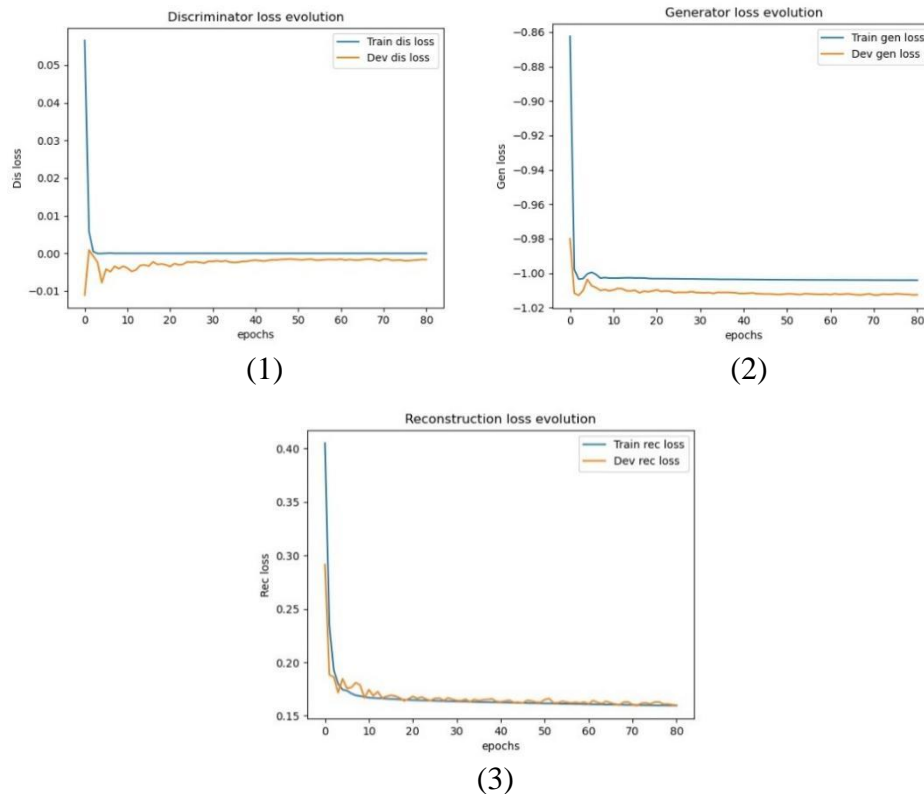 Discriminator loss evolution
Train dis loss
Dev dis loss
0.05
0.04
0.03
0.02
0.01
0.00
−0.01
Dis loss
0 10 20 30 40 50 60 70 80
epochs
(1)
Generator loss evolution
Train gen loss
Dev gen loss
−0.86
−0.88
−0.90
−0.92
−0.94
−0.96
−0.98
−1.00
−1.02
Gen loss
0 10 20 30 40 50 60 70 80
epochs
(2)
Reconstruction loss evolution
Train rec loss
Dev rec loss
0.40
0.35
0.30
0.25
0.20
0.15
Rec loss
0 10 20 30 40 50 60 70 80
epochs
(3)